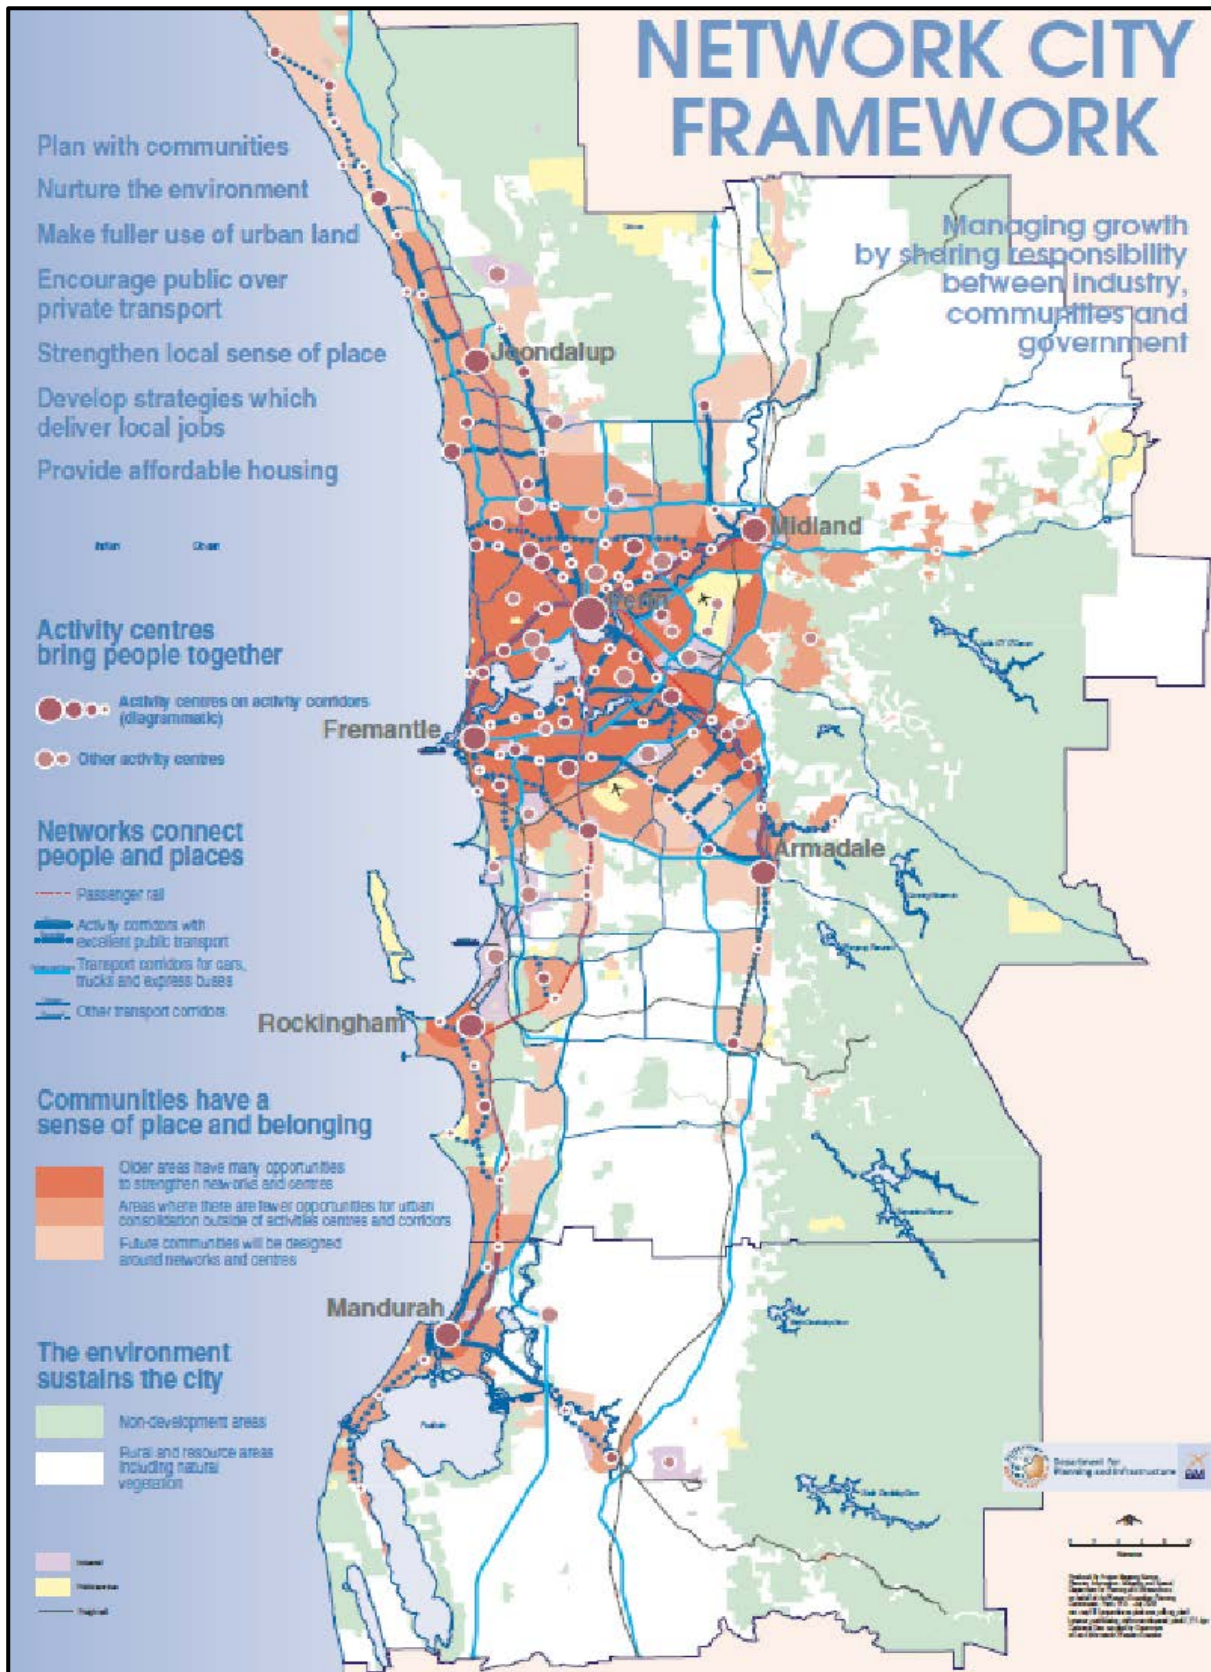 NETWORK CITY
FRAMEWORK
Managing growth
by sharing responsibility
between industry,
communities and
government
Plan with communities
Nurture the environment
Make fuller use of urban land
Encourage public over
private transport
Strengthen local sense of place
Develop strategies which
deliver local jobs
Provide affordable housing
Indian Ocean
Activity centres
bring people together
Activity centres on activity corridors
(diagrammatic)
Other activity centres
Networks connect
people and places
Passenger rail
Activity corridors with
excellent public transport
Transport corridors for cars,
trucks and express buses
Other transport corridors
Communities have a
sense of place and belonging
Older areas have many opportunities
to strengthen networks and centres
Areas where there are fewer opportunities for urban
consolidation outside of activities centres and corridors
Future communities will be designed
around networks and centres
The environment
sustains the city
Non-development areas
Rural and resource areas
including natural
vegetation
Industrial
Joondalup
Midland
Perth
Fremantle
Armadale
Rockingham
Mandurah
Department for
Planning and Infrastructure